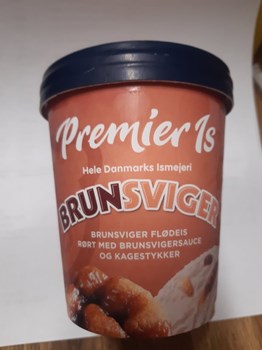 Premier Is
Hele Danmarks Ismejeri
BRUNSVIGER
BRUNSVIGER FLØDEIS
RØRT MED BRUNSVIGERSAUCE
OG KAGESTYKKER